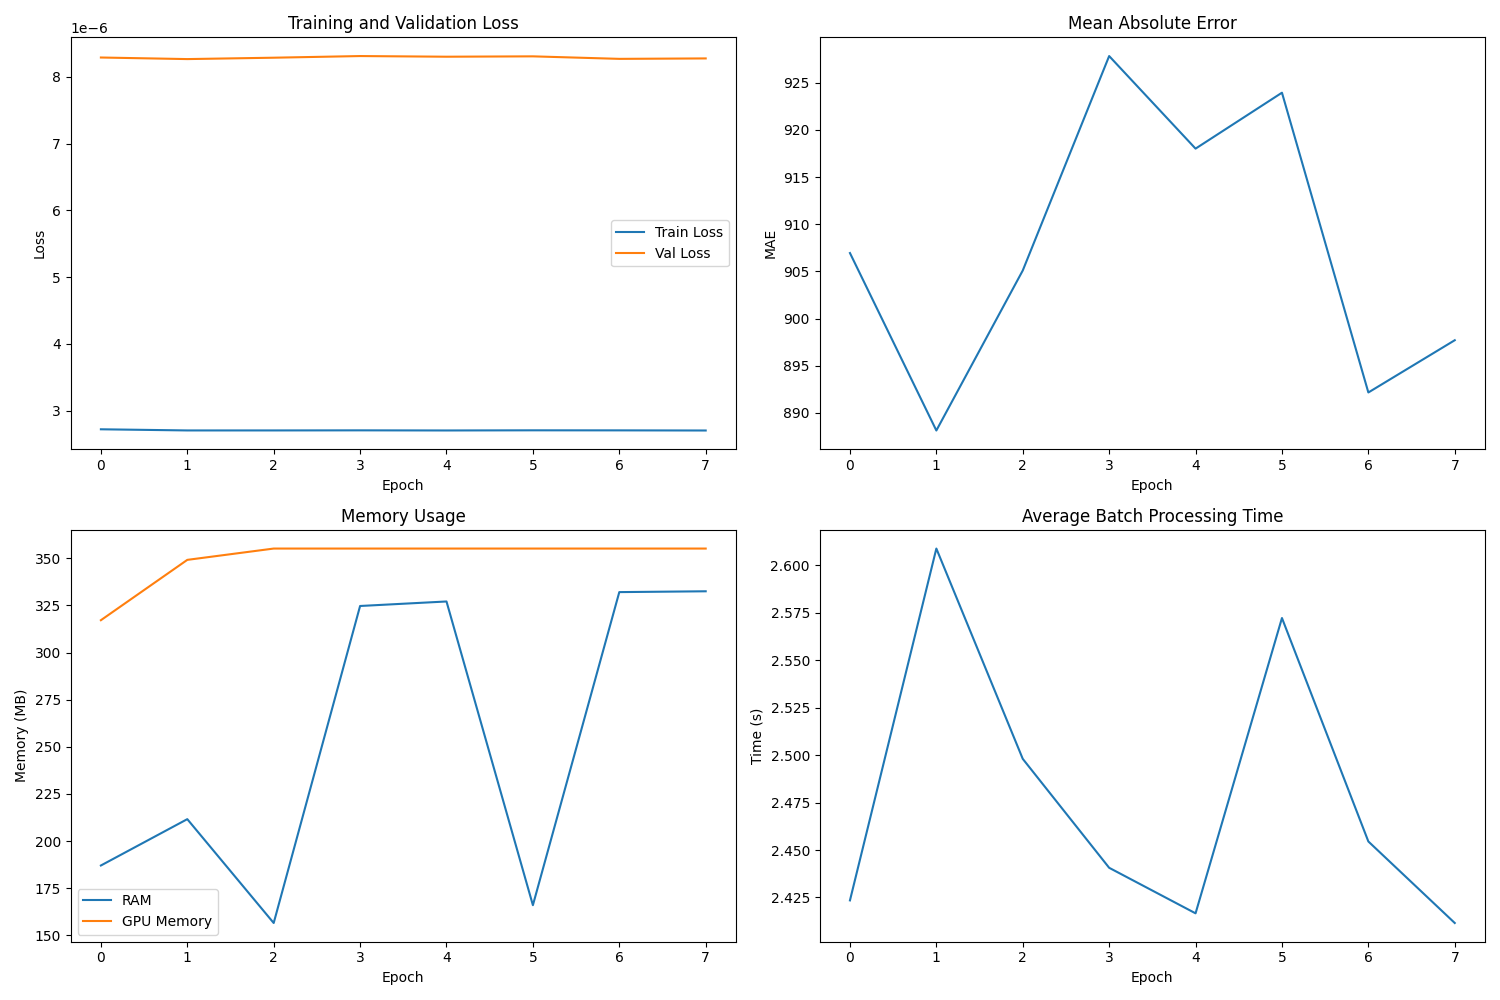 Training and Validation Loss
1e−6
8
7
6
5
4
3
Loss
Train Loss
Val Loss
0 1 2 3 4 5 6 7
Epoch
Mean Absolute Error
925
920
915
910
905
900
895
890
MAE
0 1 2 3 4 5 6 7
Epoch
Memory Usage
350
325
300
275
250
225
200
175
150
Memory (MB)
RAM
GPU Memory
0 1 2 3 4 5 6 7
Epoch
Average Batch Processing Time
2.600
2.575
2.550
2.525
2.500
2.475
2.450
2.425
Time (s)
0 1 2 3 4 5 6 7
Epoch